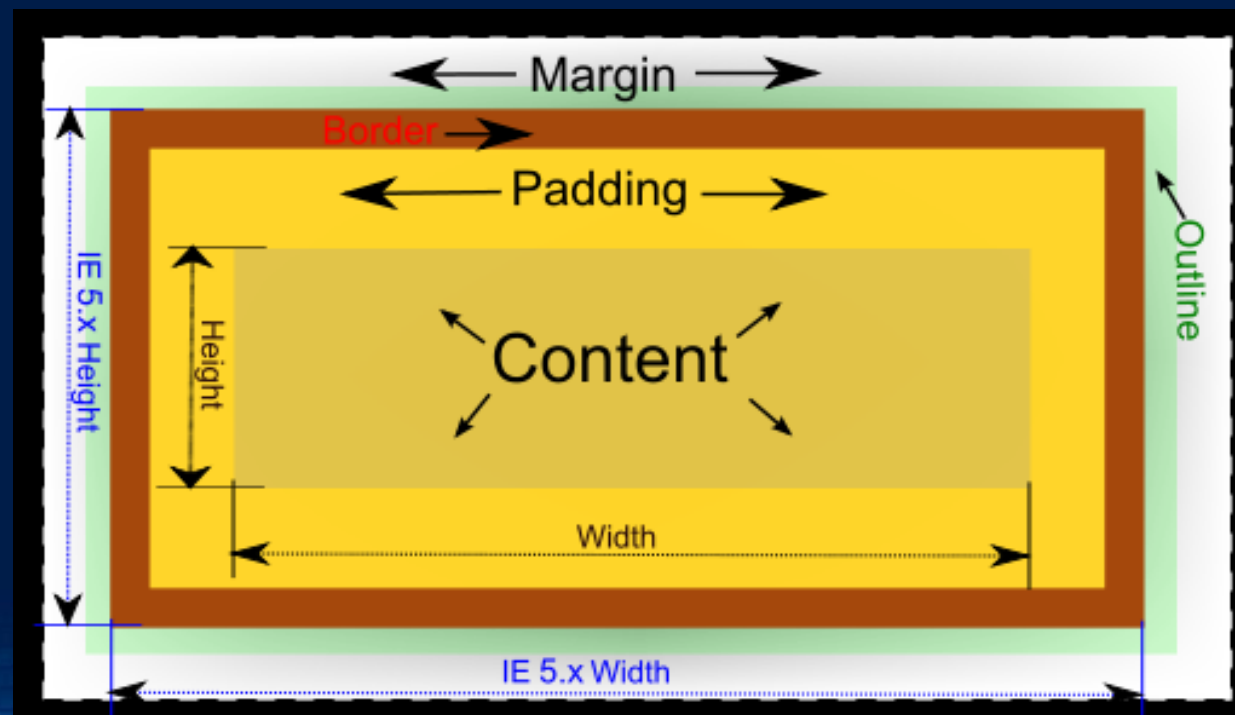 Margin
Border
Padding
Outline
IE 5.x Height
Height
Content
Width
IE 5.x Width